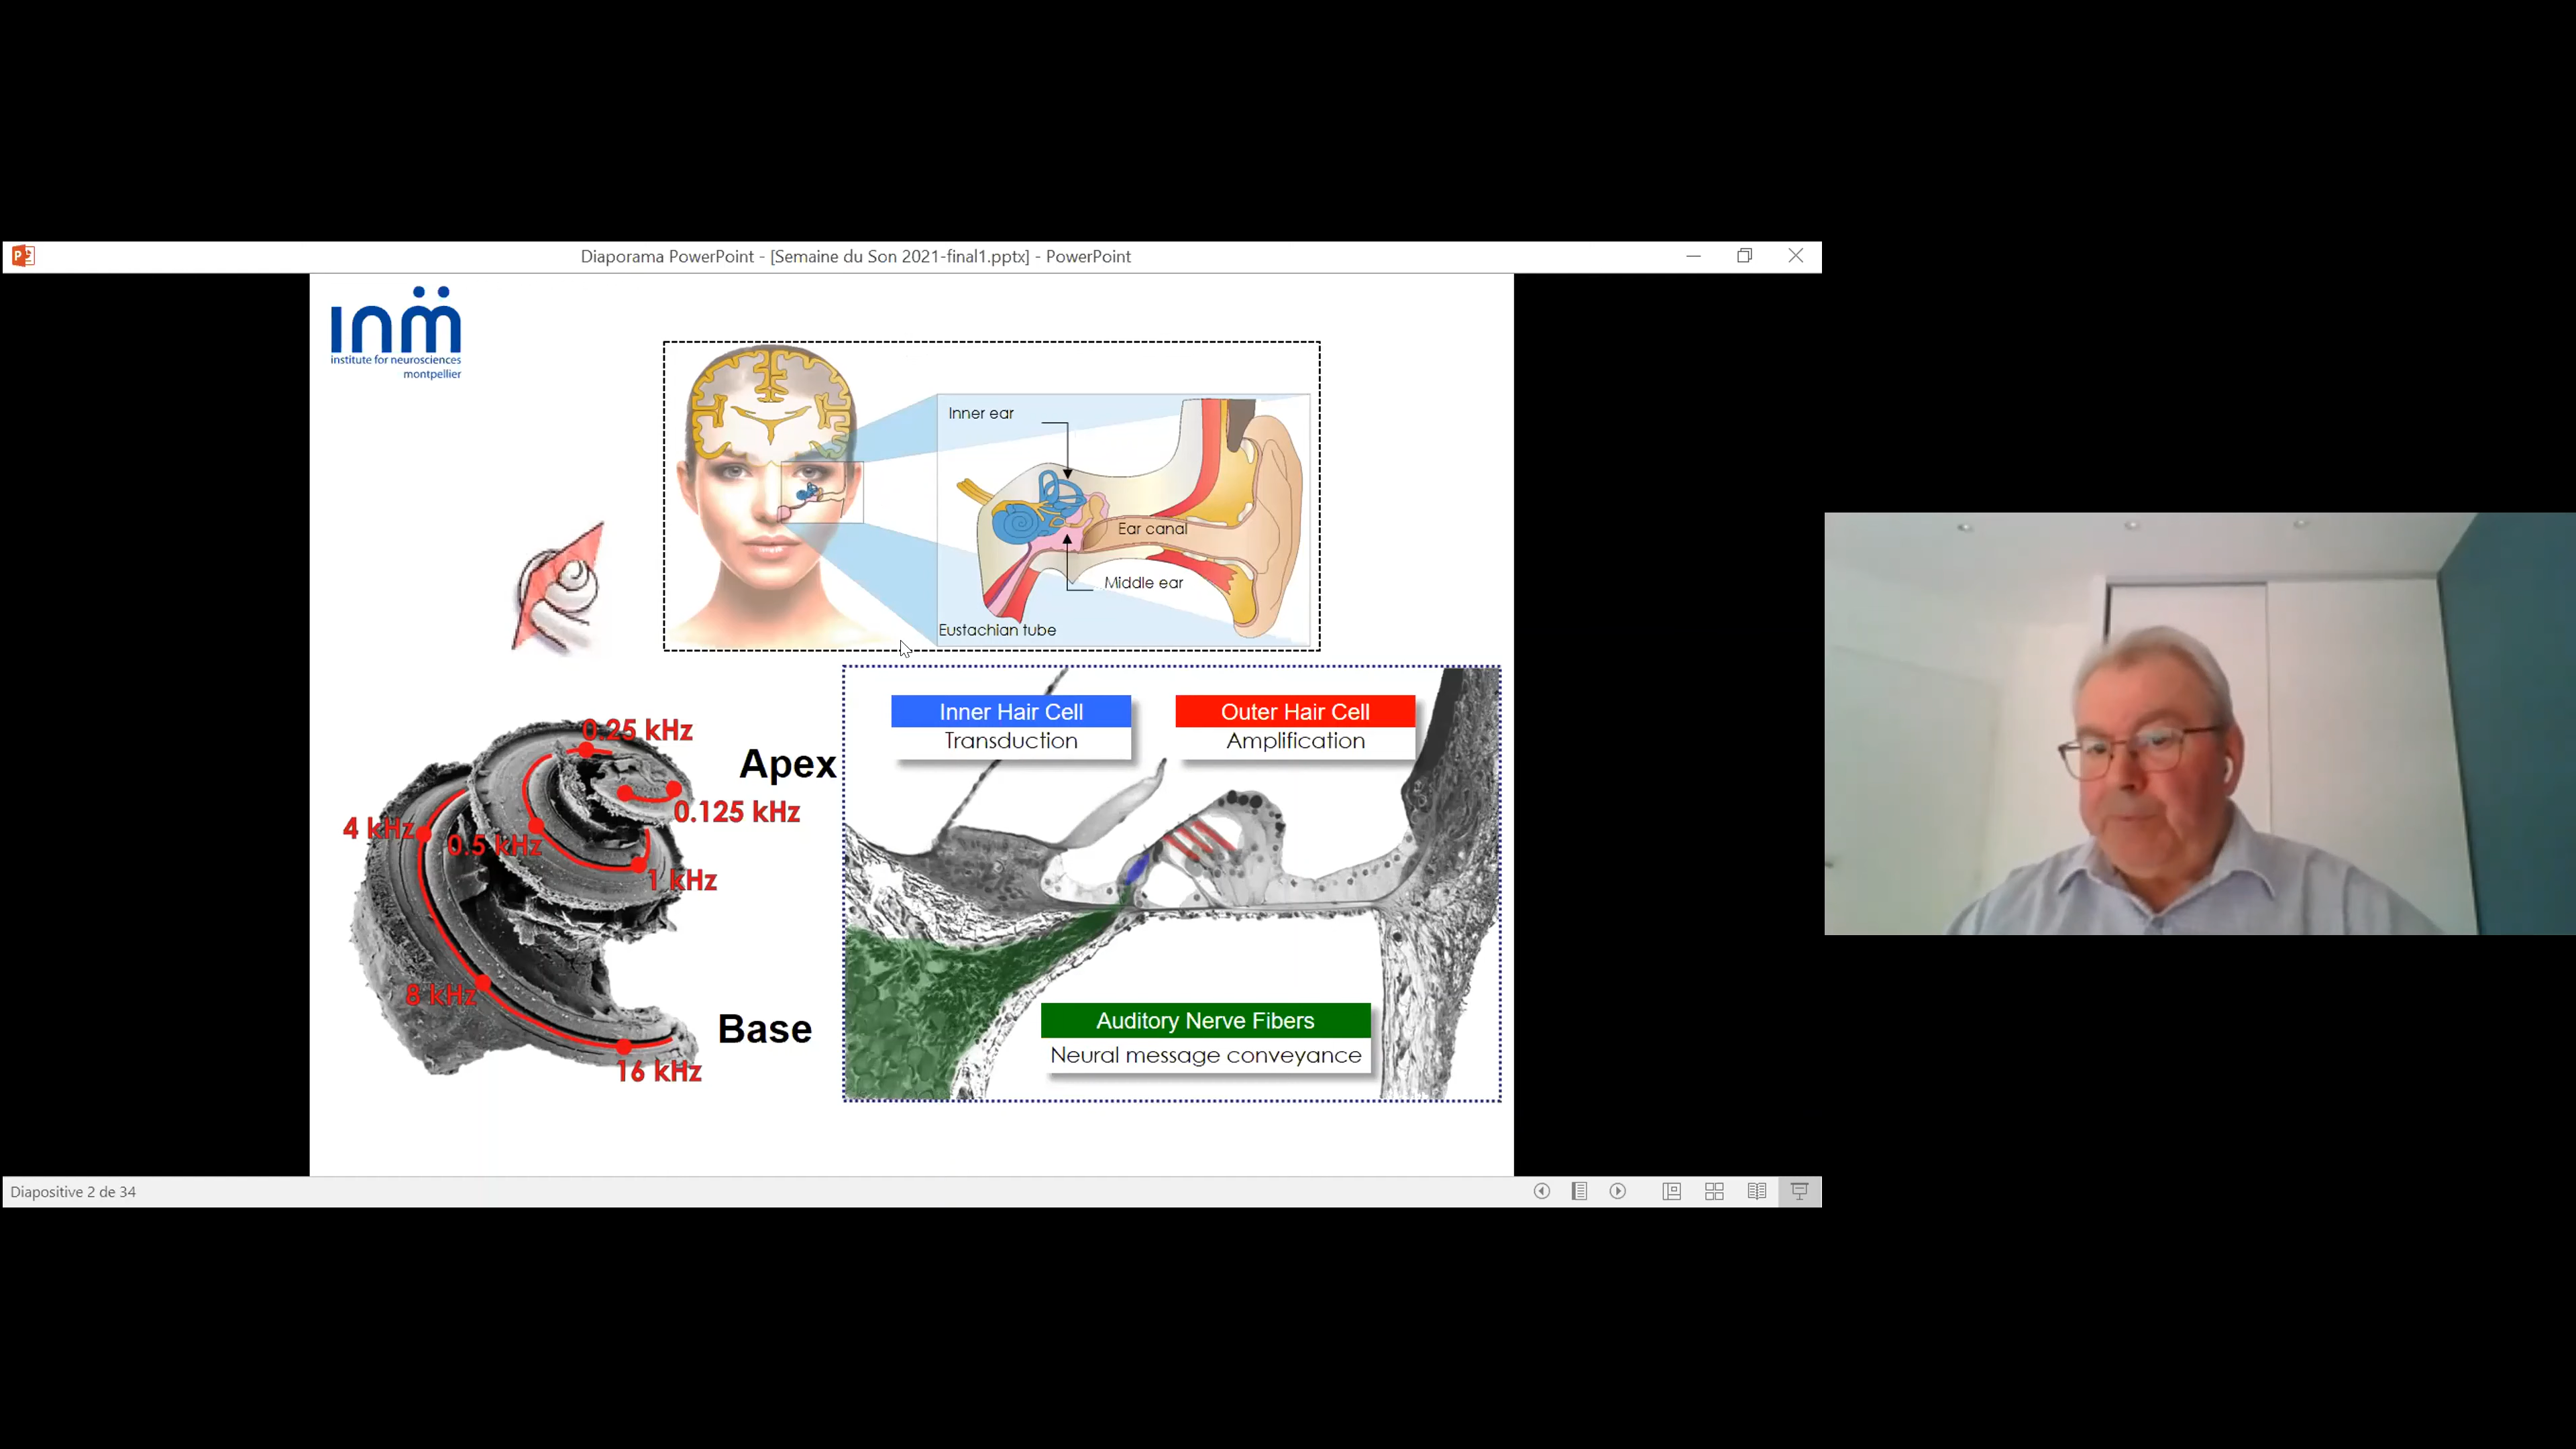 Diaporama PowerPoint - [Semaine du Son 2021-final1.pptx] - PowerPoint
inm
institute for neurosciences
montpellier
Inner ear
Ear canal
Middle ear
Eustachian tube
Inner Hair Cell
Transduction
Outer Hair Cell
Amplification
0.25 kHz
Apex
0.125 kHz
4 kHz
0.5 kHz
1 kHz
8 kHz
Base
16 kHz
Auditory Nerve Fibers
Neural message conveyance
Diapositive 2 de 34